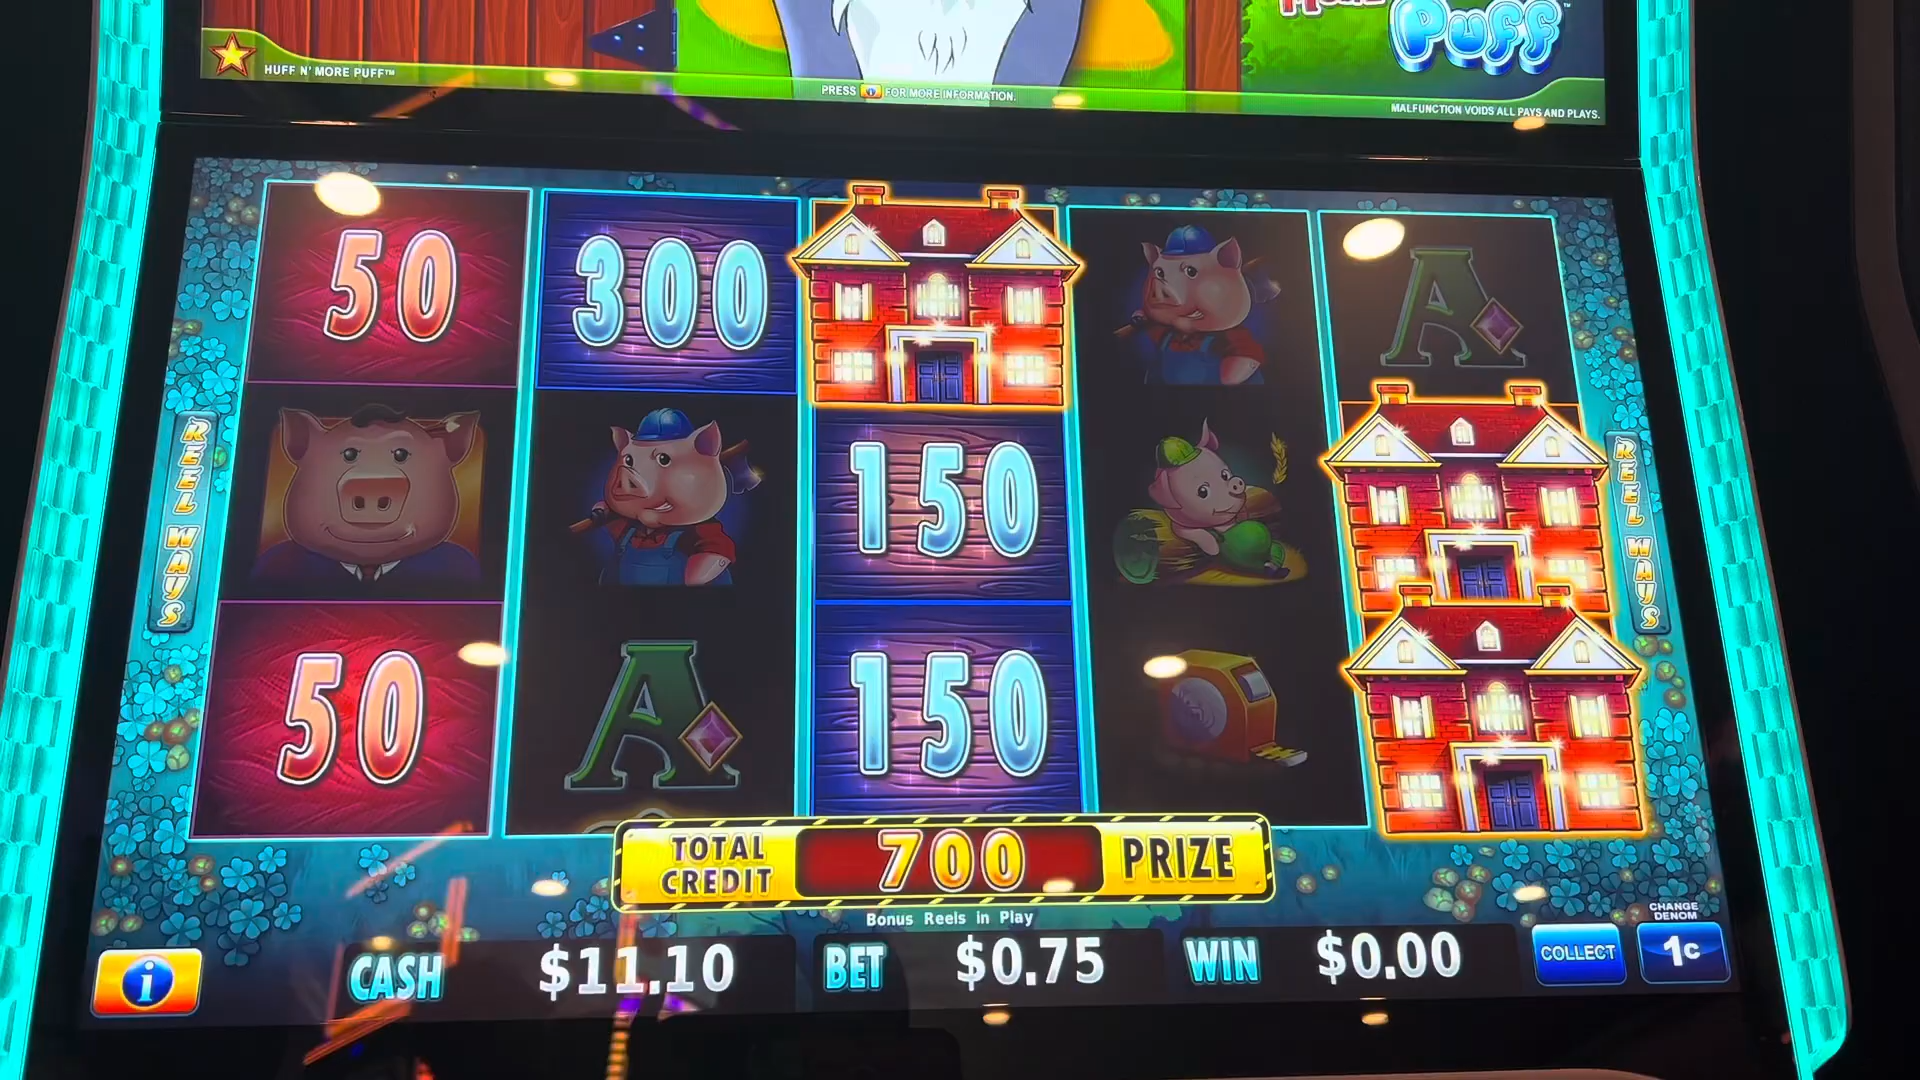 Puff™
HUFF N' MORE PUFF™
PRESS i FOR MORE INFORMATION.
MALFUNCTION VOIDS ALL PAYS AND PLAYS.
50
300
A
REEL WAYS
150
REEL WAYS
50
A
150
TOTAL CREDIT 700 PRIZE
Bonus Reels in Play
CHANGE DENOM
i
CASH $11.10 BET $0.75 WIN $0.00 COLLECT 1¢